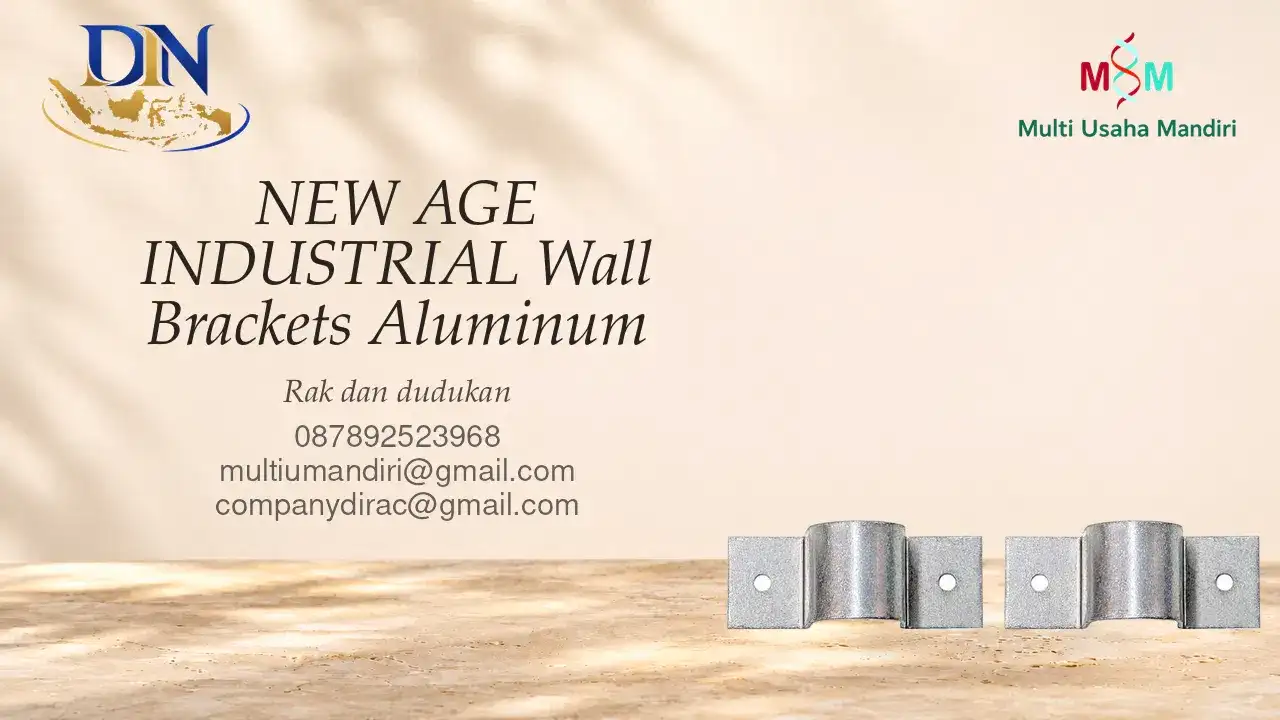 DIN
M M
Multi Usaha Mandiri
NEW AGE
INDUSTRIAL Wall
Brackets Aluminum
Rak dan dudukan
087892523968
multiumandiri@gmail.com
companydirac@gmail.com